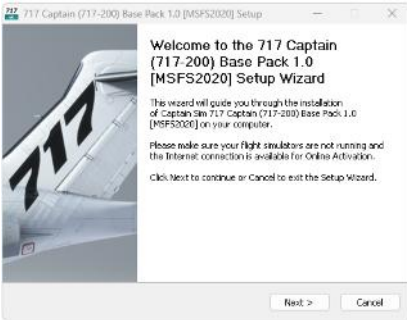 717 Captain (717-200) Base Pack 1.0 [MSFS2020] Setup
Welcome to the 717 Captain
(717-200) Base Pack 1.0
[MSFS2020] Setup Wizard
This wizard will guide you through the installation
of Captain Sim 717 Captain (717-200) Base Pack 1.0
[MSFS2020] on your computer.
Please make sure your flight simulators are not running and
the Internet connection is available for Online Activation.
Click Next to continue or Cancel to exit the Setup Wizard.
717
717
Next >
Cancel